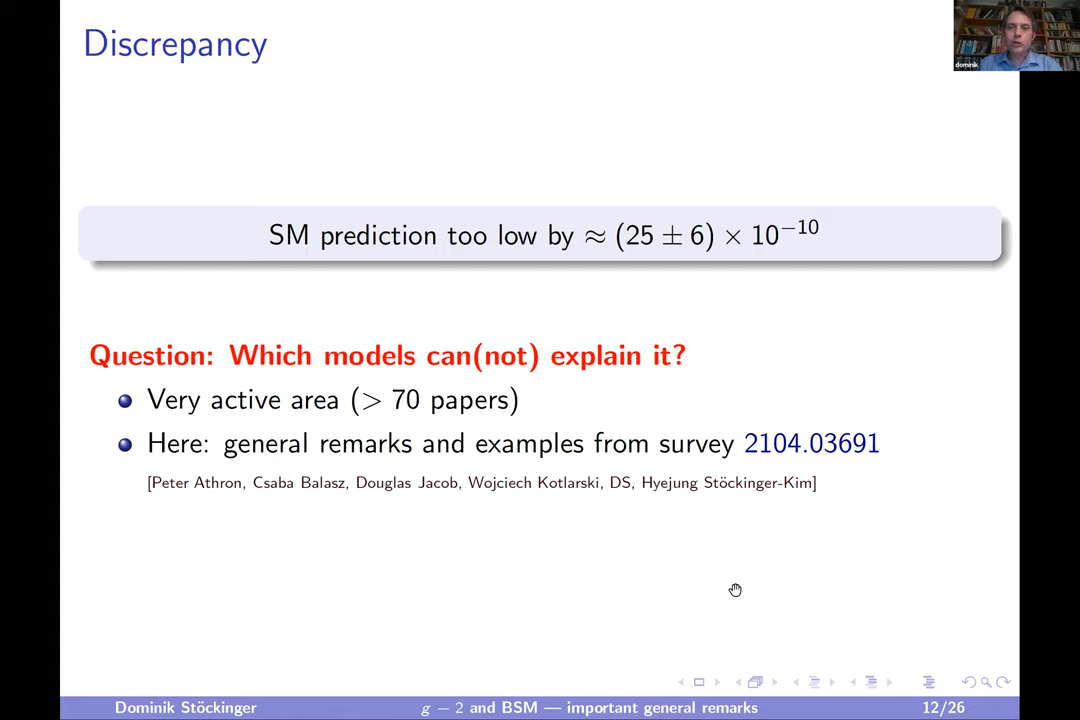 Discrepancy
dominik
SM prediction too low by ≈ (25 ± 6) × 10⁻¹⁰
Question: Which models can(not) explain it?
Very active area (> 70 papers)
Here: general remarks and examples from survey 2104.03691
[Peter Athron, Csaba Balasz, Douglas Jacob, Wojciech Kotlarski, DS, Hyejung Stöckinger-Kim]
Dominik Stöckinger g − 2 and BSM — important general remarks 12/26